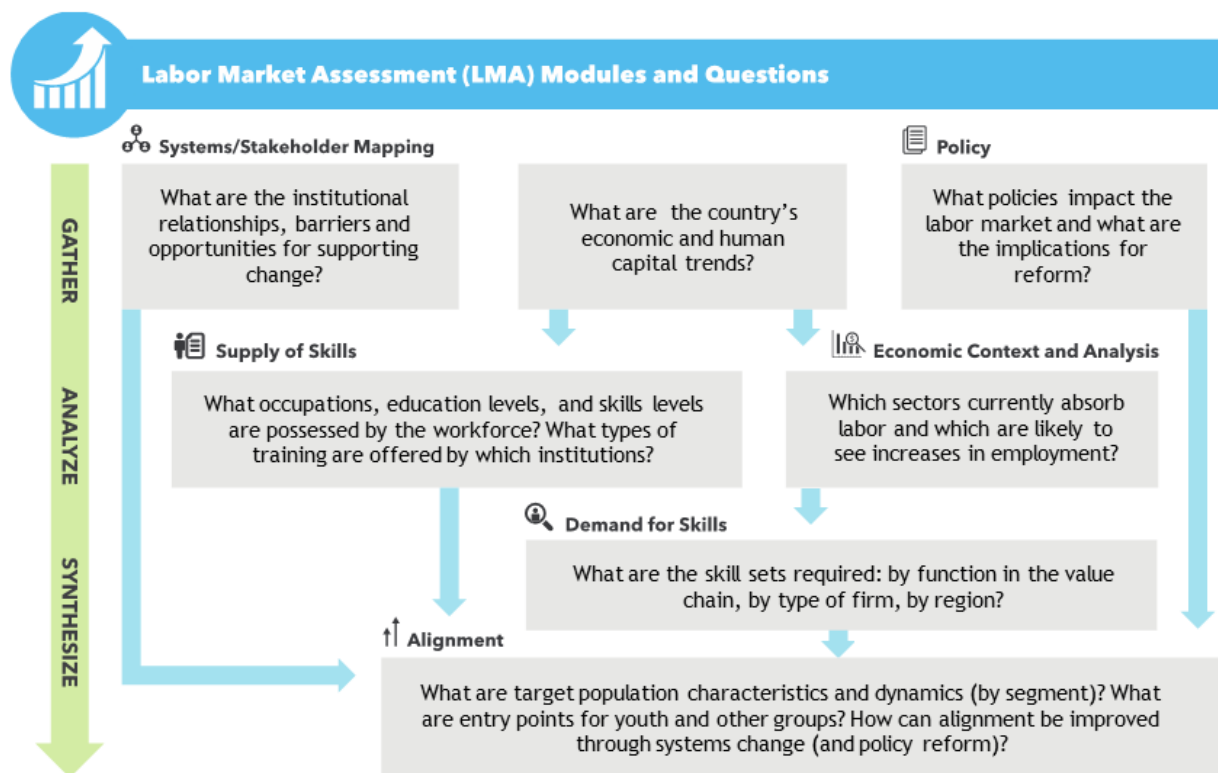 Labor Market Assessment (LMA) Modules and Questions
Systems/Stakeholder Mapping
What are the institutional
relationships, barriers and
opportunities for supporting
change?
What are the country’s
economic and human
capital trends?
Policy
What policies impact the
labor market and what are
the implications for
reform?
GATHER
Supply of Skills
What occupations, education levels, and skills levels
are possessed by the workforce? What types of
training are offered by which institutions?
Economic Context and Analysis
Which sectors currently absorb
labor and which are likely to
see increases in employment?
ANALYZE
Demand for Skills
What are the skill sets required: by function in the value
chain, by type of firm, by region?
SYNTHESIZE
Alignment
What are target population characteristics and dynamics (by segment)? What
are entry points for youth and other groups? How can alignment be improved
through systems change (and policy reform)?